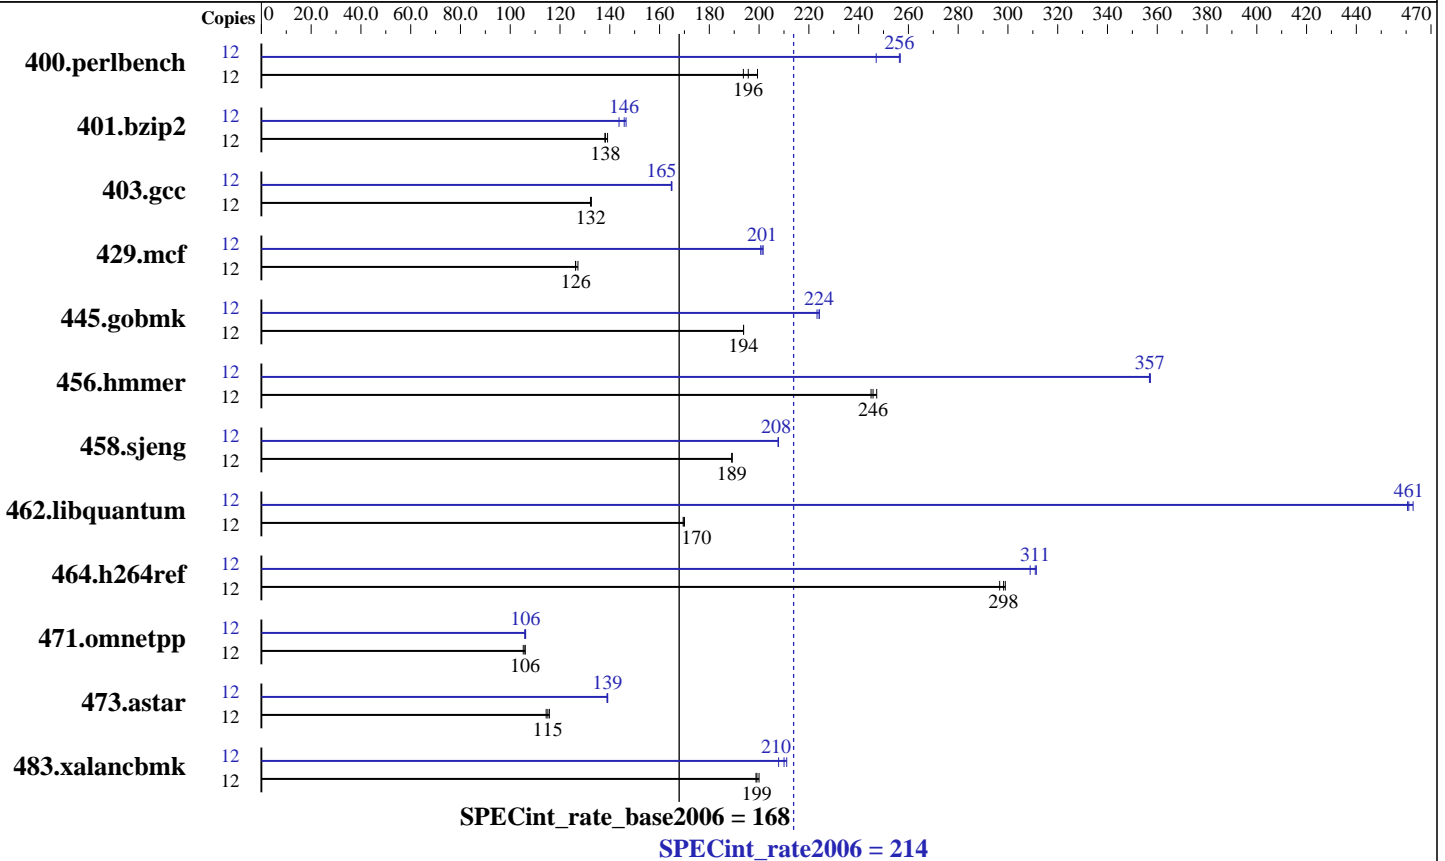 Copies 0 20.0 40.0 60.0 80.0 100 120 140 160 180 200 220 240 260 280 300 320 340 360 380 400 420 440 470
400.perlbench 12 256
12 196
401.bzip2 12 146
12 138
403.gcc 12 165
12 132
429.mcf 12 201
12 126
445.gobmk 12 224
12 194
456.hmmer 12 357
12 246
458.sjeng 12 208
12 189
462.libquantum 12 461
12 170
464.h264ref 12 311
12 298
471.omnetpp 12 106
12 106
473.astar 12 139
12 115
483.xalancbmk 12 210
12 199
SPECint_rate_base2006 = 168
SPECint_rate2006 = 214